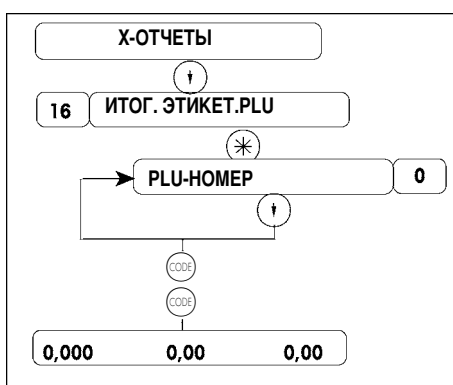 X-ОТЧЕТЫ
16 ИТОГ. ЭТИКЕТ.PLU
PLU-НОМЕР 0
CODE
CODE
0,000 0,00 0,00